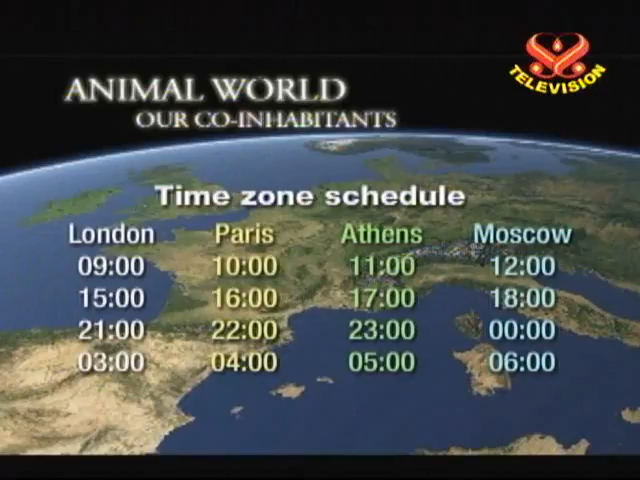 TELEVISION
ANIMAL WORLD
OUR CO-INHABITANTS
Time zone schedule
London Paris Athens Moscow
09:00 10:00 11:00 12:00
15:00 16:00 17:00 18:00
21:00 22:00 23:00 00:00
03:00 04:00 05:00 06:00